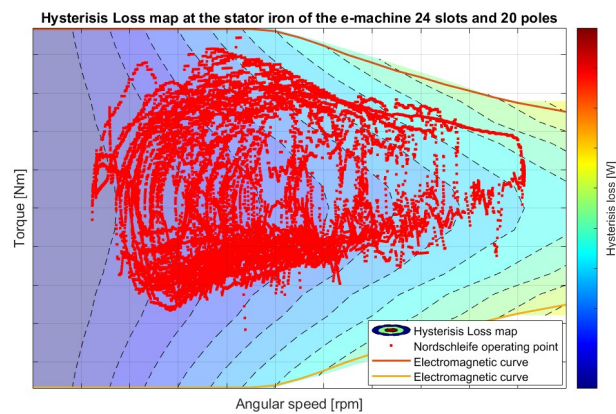 Hysterisis Loss map at the stator iron of the e-machine 24 slots and 20 poles
Torque [Nm]
Hysterisis loss [W]
Hysterisis Loss map
Nordschleife operating point
Electromagnetic curve
Electromagnetic curve
Angular speed [rpm]